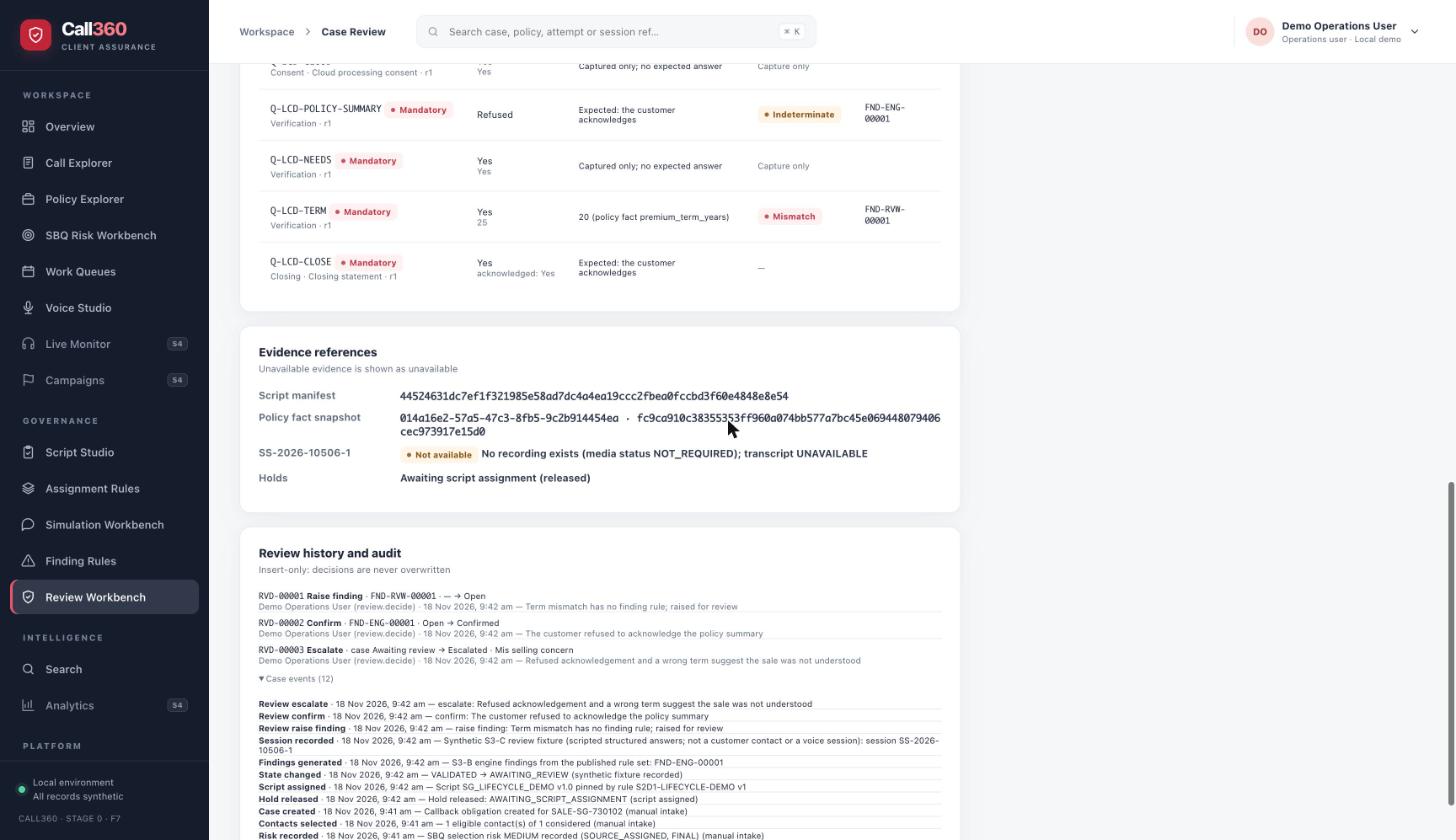 Call360
CLIENT ASSURANCE
WORKSPACE
Overview
Call Explorer
Policy Explorer
SBQ Risk Workbench
Work Queues
Voice Studio
Live Monitor S4
Campaigns S4
GOVERNANCE
Script Studio
Assignment Rules
Simulation Workbench
Finding Rules
Review Workbench
INTELLIGENCE
Search
Analytics S4
PLATFORM
Local environment
All records synthetic
CALL360 · STAGE 0 · F7
Workspace > Case Review
Search case, policy, attempt or session ref...
⌘ K
DO
Demo Operations User
Operations user · Local demo
Captured only; no expected answer Capture only
Consent · Cloud processing consent · r1 Yes
Q-LCD-POLICY-SUMMARY Mandatory Refused Expected: the customer acknowledges Indeterminate FND-ENG-00001
Verification · r1
Q-LCD-NEEDS Mandatory Yes Captured only; no expected answer Capture only
Verification · r1 Yes
Q-LCD-TERM Mandatory Yes 20 (policy fact premium_term_years) Mismatch FND-RVW-00001
Verification · r1 25
Q-LCD-CLOSE Mandatory Yes Expected: the customer acknowledges —
Closing · Closing statement · r1 acknowledged: Yes
Evidence references
Unavailable evidence is shown as unavailable
Script manifest 44524631dc7ef1f321985e58ad7dc4a4ea19ccc2fbea0fccbd3f60e4848e8e54
Policy fact snapshot 014a16e2-57a5-47c3-8fb5-9c2b914454ea · fc9ca910c38355353ff960a074bb577a7bc45e069448079406
cec973917e15d0
SS-2026-10506-1 Not available No recording exists (media status NOT_REQUIRED); transcript UNAVAILABLE
Holds Awaiting script assignment (released)
Review history and audit
Insert-only: decisions are never overwritten
RVD-00001 Raise finding · FND-RVW-00001 · — → Open
Demo Operations User (review.decide) · 18 Nov 2026, 9:42 am — Term mismatch has no finding rule; raised for review
RVD-00002 Confirm · FND-ENG-00001 · Open → Confirmed
Demo Operations User (review.decide) · 18 Nov 2026, 9:42 am — The customer refused to acknowledge the policy summary
RVD-00003 Escalate · case Awaiting review → Escalated · Mis selling concern
Demo Operations User (review.decide) · 18 Nov 2026, 9:42 am — Refused acknowledgement and a wrong term suggest the sale was not understood
▼ Case events (12)
Review escalate · 18 Nov 2026, 9:42 am — escalate: Refused acknowledgement and a wrong term suggest the sale was not understood
Review confirm · 18 Nov 2026, 9:42 am — confirm: The customer refused to acknowledge the policy summary
Review raise finding · 18 Nov 2026, 9:42 am — raise finding: Term mismatch has no finding rule; raised for review
Session recorded · 18 Nov 2026, 9:42 am — Synthetic S3-C review fixture (scripted structured answers; not a customer contact or a voice session): session SS-2026-
10506-1
Findings generated · 18 Nov 2026, 9:42 am — S3-B engine findings from the published rule set: FND-ENG-00001
State changed · 18 Nov 2026, 9:42 am — VALIDATED → AWAITING_REVIEW (synthetic fixture recorded)
Script assigned · 18 Nov 2026, 9:42 am — Script SG_LIFECYCLE_DEMO v1.0 pinned by rule S2D1-LIFECYCLE-DEMO v1
Hold released · 18 Nov 2026, 9:42 am — Hold released: AWAITING_SCRIPT_ASSIGNMENT (script assigned)
Case created · 18 Nov 2026, 9:41 am — Callback obligation created for SALE-SG-730102 (manual intake)
Contacts selected · 18 Nov 2026, 9:41 am — 1 eligible contact(s) of 1 considered (manual intake)
Risk recorded · 18 Nov 2026, 9:41 am — SBQ selection risk MEDIUM recorded (SOURCE_ASSIGNED, FINAL) (manual intake)